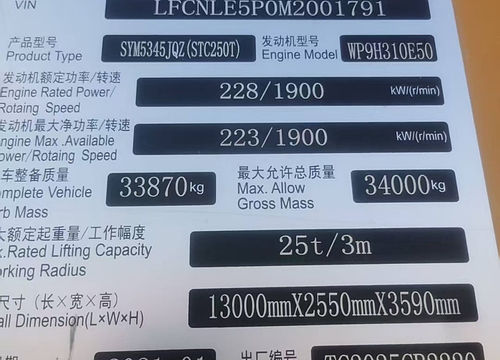 VIN LFCNLE5P0M2001791
产品型号 发动机型号
Product Type SYM5345JQZ(STC250T) Engine Model WP9H310E50
发动机额定功率/转速
Engine Rated Power/ 228/1900 kW/(r/min)
Rotaing Speed
发动机最大净功率/转速
Engine Max .Available 223/1900 kW/(r/min)
Power/Rotaing Speed
车整备质量 最大允许总质量
Complete Vehicle 33870kg Max. Allow 34000kg
Curb Mass Gross Mass
大额定起重量/工作幅度
x.Rated Lifting Capacity 25t/3m
orking Radius
尺寸（长×宽×高）
all Dimension(L×W×H) 13000mmX2550mmX3590mm
出厂编号